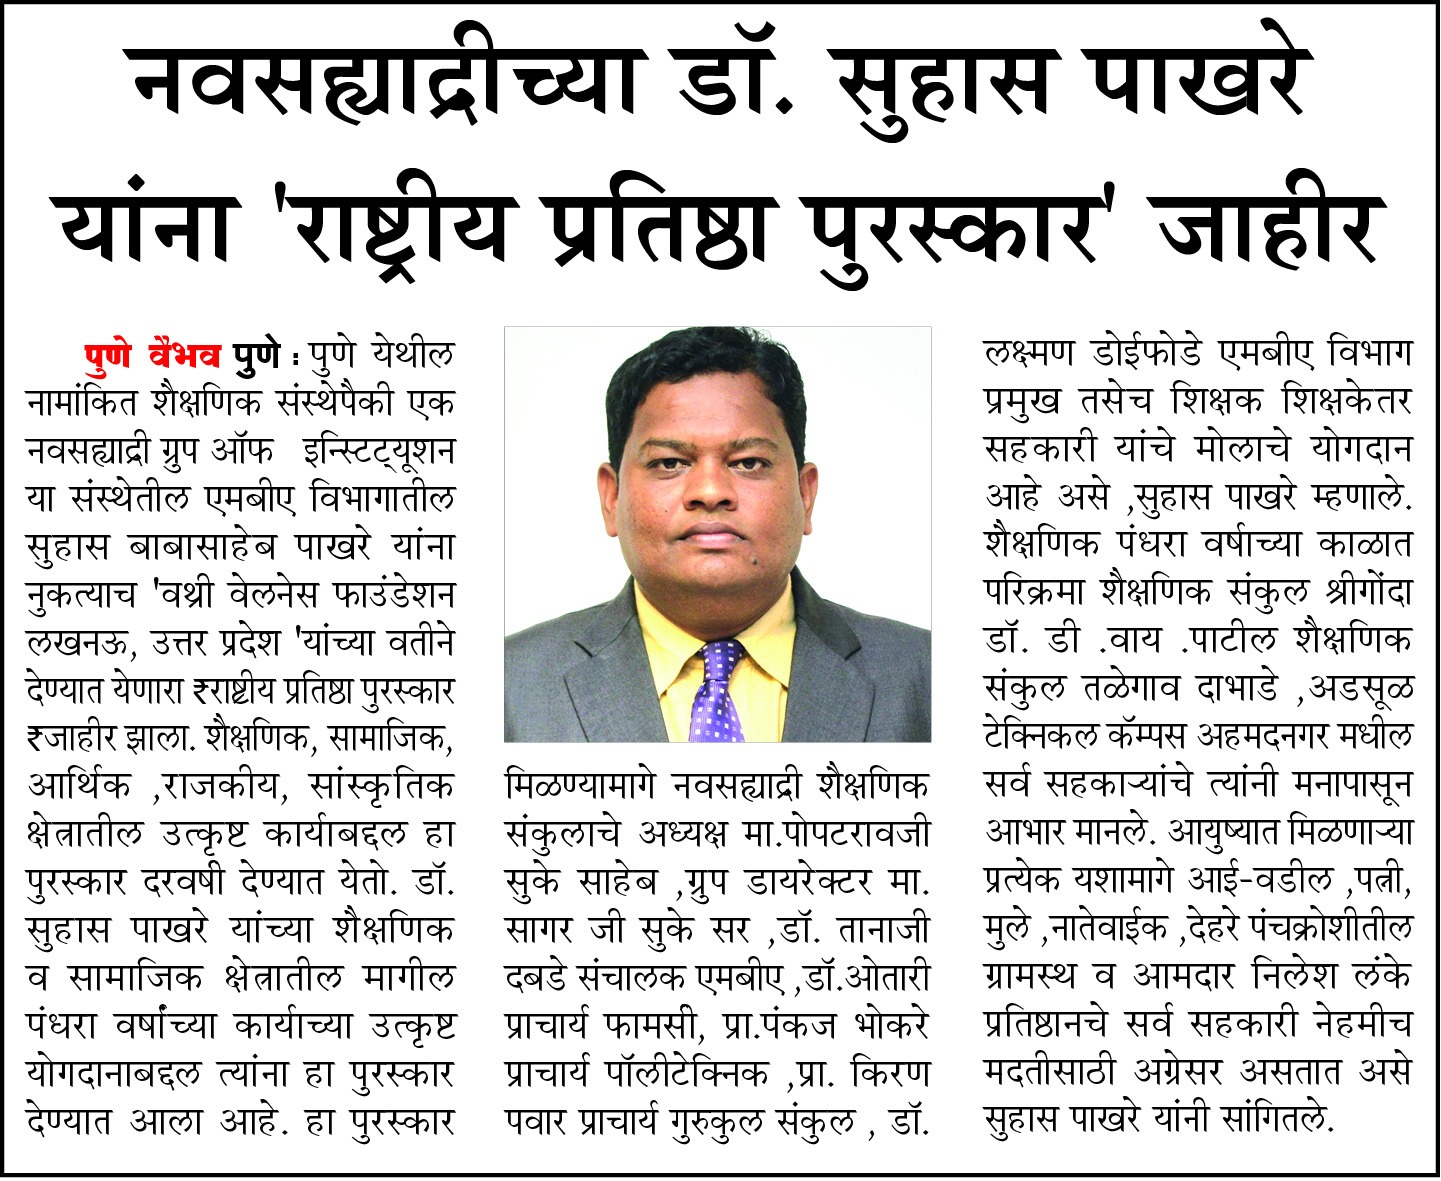 नवसह्याद्रीच्या डॉ. सुहास पाखरे
यांना 'राष्ट्रीय प्रतिष्ठा पुरस्कार' जाहीर
पुणे वैभव पुणे : पुणे येथील
नामांकित शैक्षणिक संस्थेपैकी एक
नवसह्याद्री ग्रुप ऑफ इन्स्टिट्यूशन
या संस्थेतील एमबीए विभागातील
सुहास बाबासाहेब पाखरे यांना
नुकत्याच 'वथ्री वेलनेस फाउंडेशन
लखनऊ, उत्तर प्रदेश 'यांच्या वतीने
देण्यात येणारा ₹राष्ट्रीय प्रतिष्ठा पुरस्कार
₹जाहीर झाला. शैक्षणिक, सामाजिक,
आर्थिक ,राजकीय, सांस्कृतिक
क्षेत्रातील उत्कृष्ट कार्याबद्दल हा
पुरस्कार दरवषी देण्यात येतो. डॉ.
सुहास पाखरे यांच्या शैक्षणिक
व सामाजिक क्षेत्रातील मागील
पंधरा वर्षांच्या कार्याच्या उत्कृष्ट
योगदानाबद्दल त्यांना हा पुरस्कार
देण्यात आला आहे. हा पुरस्कार
मिळण्यामागे नवसह्याद्री शैक्षणिक
संकुलाचे अध्यक्ष मा.पोपटरावजी
सुके साहेब ,ग्रुप डायरेक्टर मा.
सागर जी सुके सर ,डॉ. तानाजी
दबडे संचालक एमबीए ,डॉ.ओतारी
प्राचार्य फामसी, प्रा.पंकज भोकरे
प्राचार्य पॉलीटेक्निक ,प्रा. किरण
पवार प्राचार्य गुरुकुल संकुल , डॉ.
लक्ष्मण डोईफोडे एमबीए विभाग
प्रमुख तसेच शिक्षक शिक्षकेतर
सहकारी यांचे मोलाचे योगदान
आहे असे ,सुहास पाखरे म्हणाले.
शैक्षणिक पंधरा वर्षाच्या काळात
परिक्रमा शैक्षणिक संकुल श्रीगोंदा
डॉ. डी .वाय .पाटील शैक्षणिक
संकुल तळेगाव दाभाडे ,अडसूळ
टेक्निकल कॅम्पस अहमदनगर मधील
सर्व सहकाऱ्यांचे त्यांनी मनापासून
आभार मानले. आयुष्यात मिळणाऱ्या
प्रत्येक यशामागे आई-वडील ,पत्नी,
मुले ,नातेवाईक ,देहरे पंचक्रोशीतील
ग्रामस्थ व आमदार निलेश लंके
प्रतिष्ठानचे सर्व सहकारी नेहमीच
मदतीसाठी अग्रेसर असतात असे
सुहास पाखरे यांनी सांगितले.